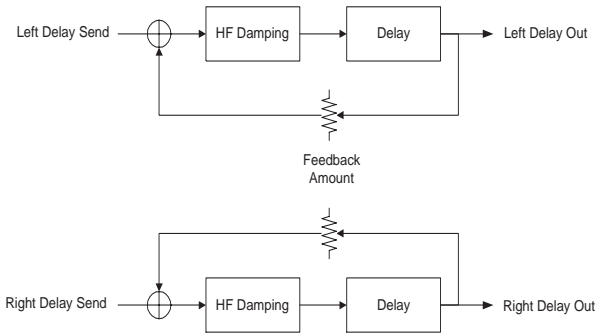 Left Delay Send
HF Damping
Delay
Left Delay Out
Feedback
Amount
Right Delay Send
HF Damping
Delay
Right Delay Out